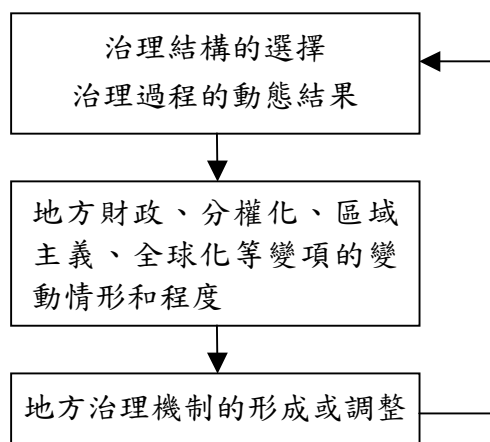 治理結構的選擇
治理過程的動態結果
地方財政、分權化、區域
主義、全球化等變項的變
動情形和程度
地方治理機制的形成或調整